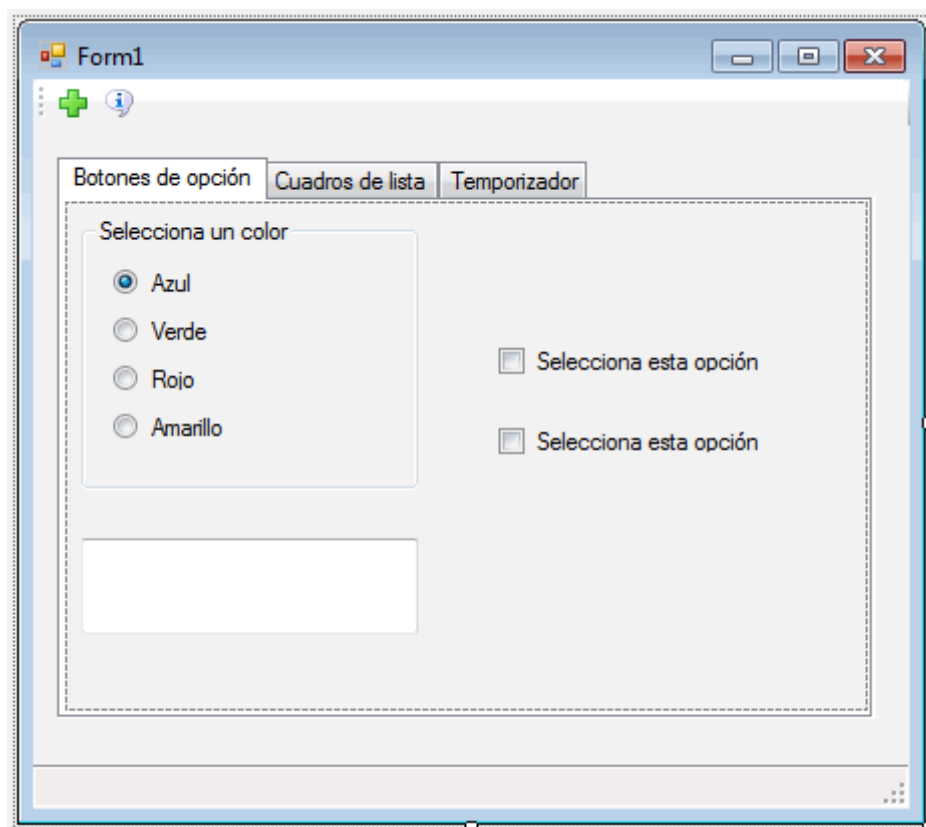 Form1
Botones de opción Cuadros de lista Temporizador
Selecciona un color
Azul
Verde
Rojo
Amarillo
Selecciona esta opción
Selecciona esta opción